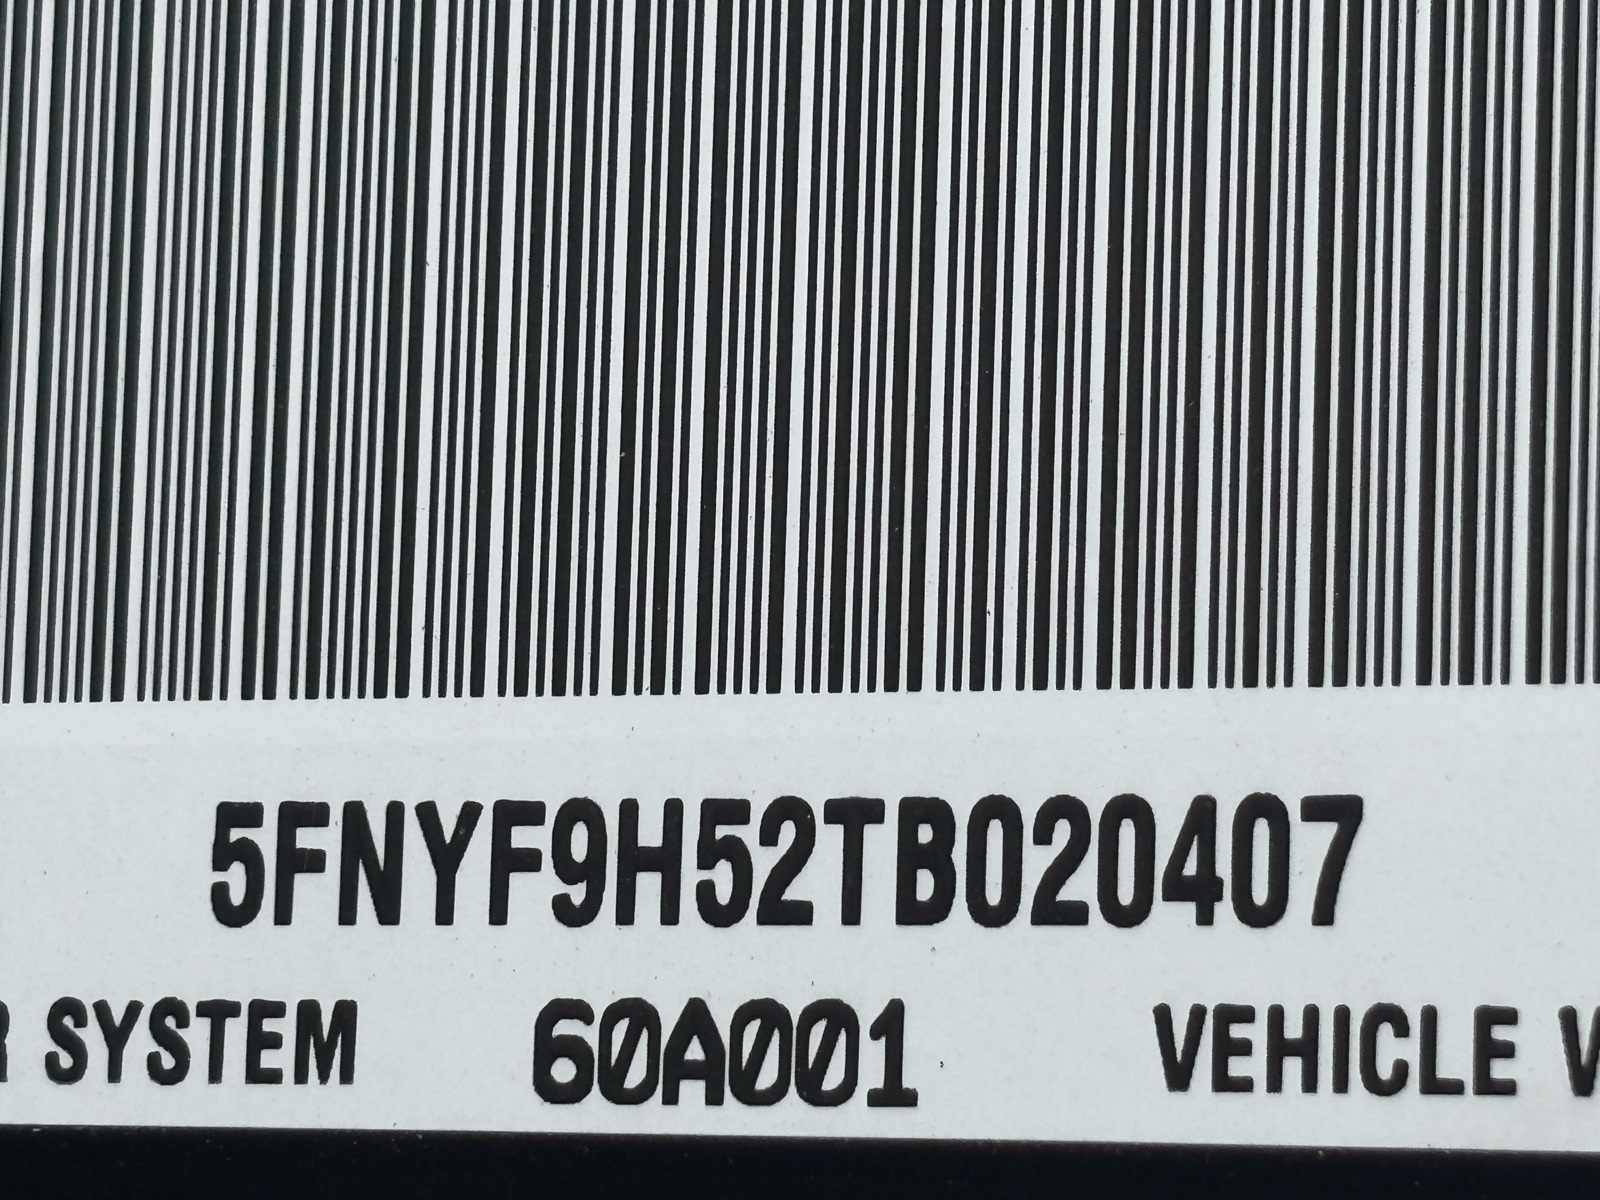 5FNYF9H52TB020407
R SYSTEM 60A001 VEHICLE